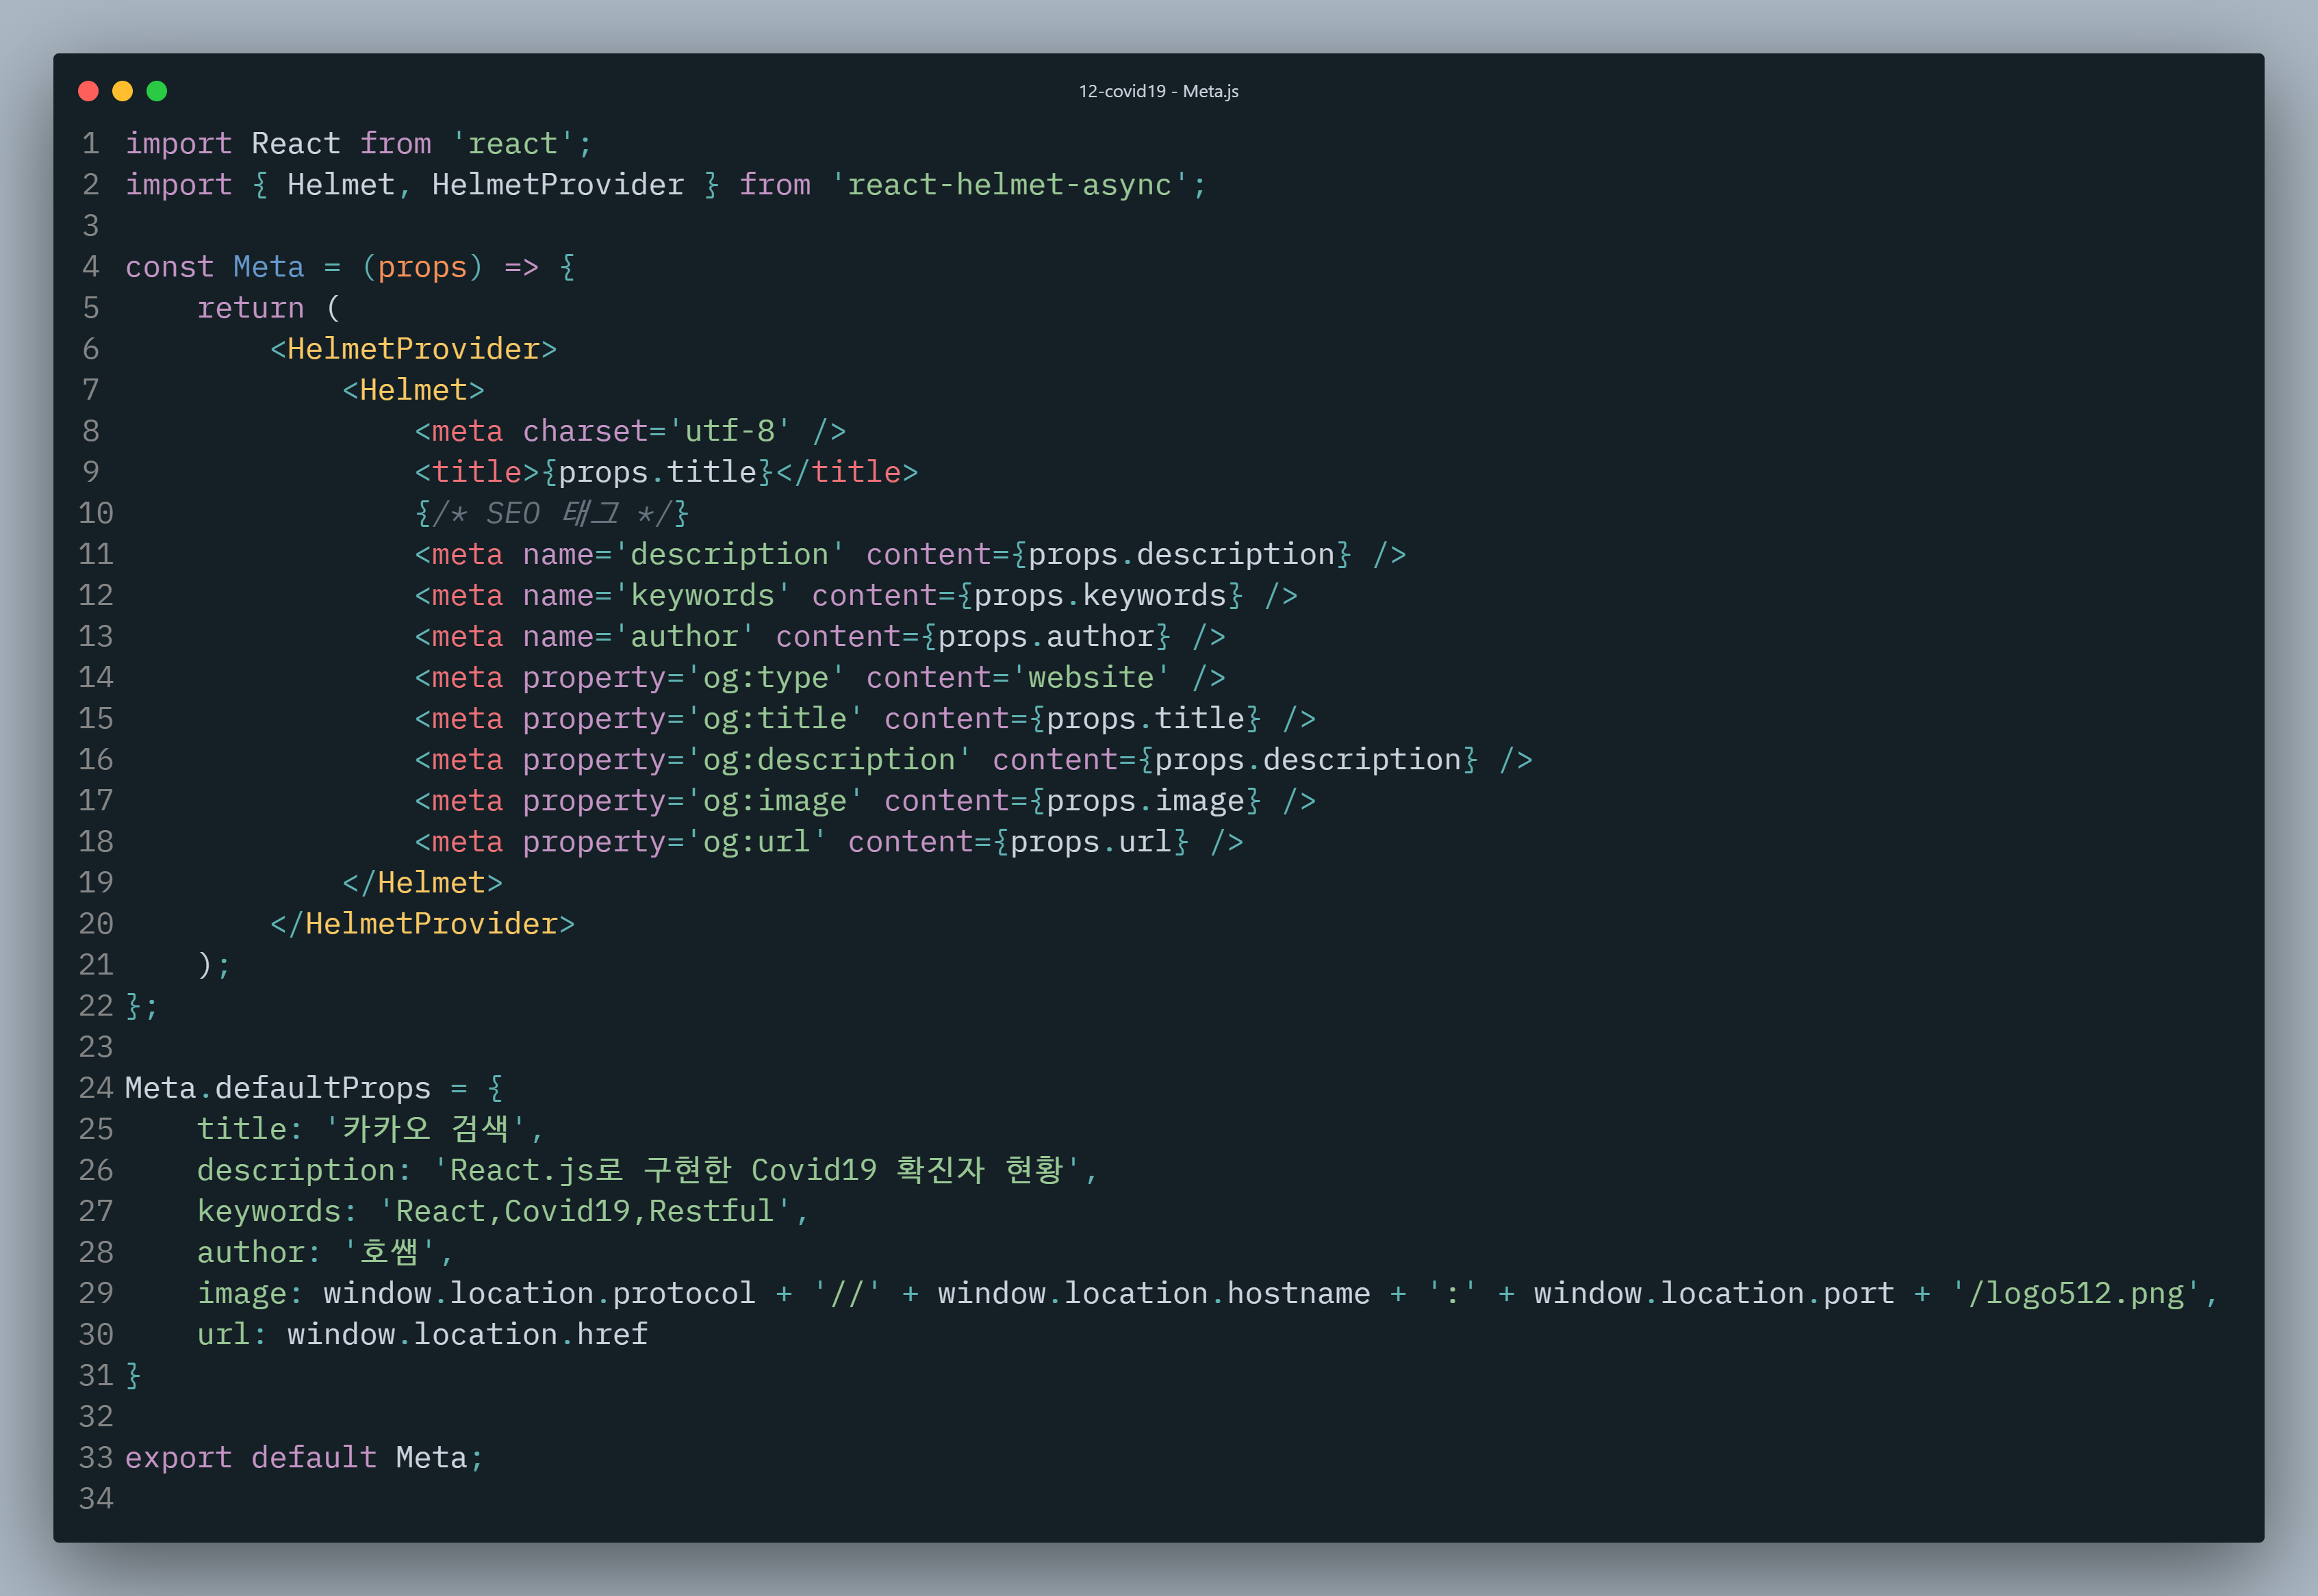 12-covid19 - Meta.js
1 import React from 'react';
2 import { Helmet, HelmetProvider } from 'react-helmet-async';
3
4 const Meta = (props) => {
5     return (
6         <HelmetProvider>
7             <Helmet>
8                 <meta charset='utf-8' />
9                 <title>{props.title}</title>
10                 {/* SEO 태그 */}
11                 <meta name='description' content={props.description} />
12                 <meta name='keywords' content={props.keywords} />
13                 <meta name='author' content={props.author} />
14                 <meta property='og:type' content='website' />
15                 <meta property='og:title' content={props.title} />
16                 <meta property='og:description' content={props.description} />
17                 <meta property='og:image' content={props.image} />
18                 <meta property='og:url' content={props.url} />
19             </Helmet>
20         </HelmetProvider>
21     );
22 };
23
24 Meta.defaultProps = {
25     title: '카카오 검색',
26     description: 'React.js로 구현한 Covid19 확진자 현황',
27     keywords: 'React,Covid19,Restful',
28     author: '호쌤',
29     image: window.location.protocol + '//' + window.location.hostname + ':' + window.location.port + '/logo512.png',
30     url: window.location.href
31 }
32
33 export default Meta;
34